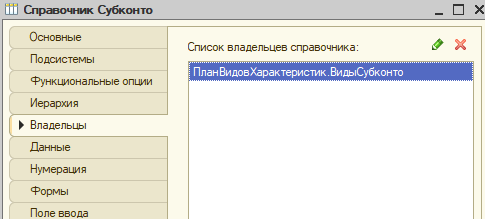 Справочник Субконто
Основные
Подсистемы
Функциональные опции
Иерархия
Владельцы
Данные
Нумерация
Формы
Поле ввода
Список владельцев справочника:
ПланВидовХарактеристик.ВидыСубконто